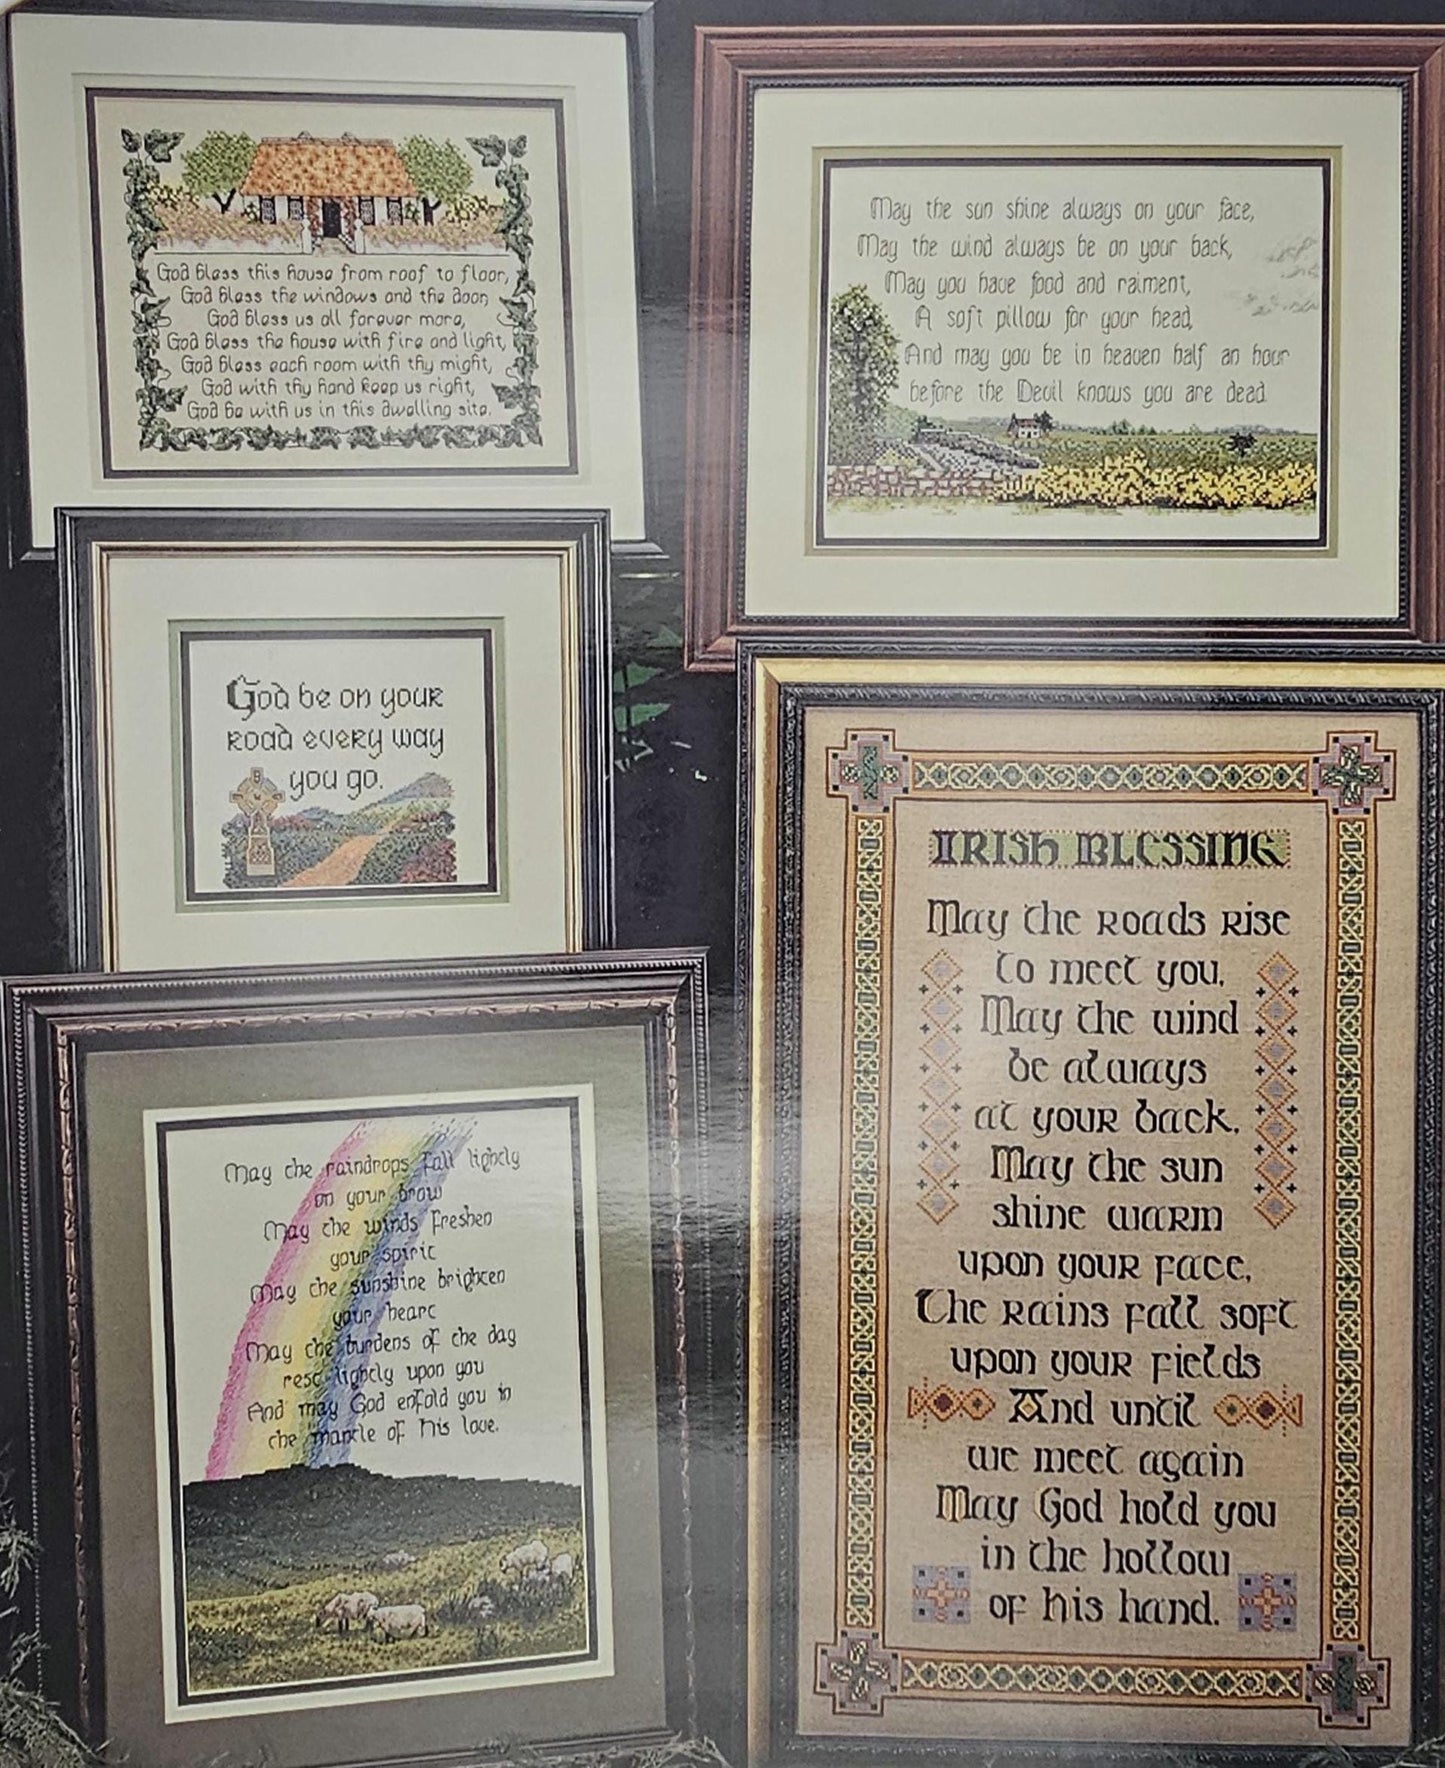 God bless this house from roof to floor,
God bless the windows and the door,
God bless us all forever more,
God bless the house with fire and light,
God bless each room with thy might,
God with thy hand keep us right,
God be with us in this dwelling site.
May the sun shine always on your face,
May the wind always be on your back,
May you have food and raiment,
A soft pillow for your head,
And may you be in heaven half an hour
before the Devil knows you are dead.
God be on your
road every way
you go.
May the raindrops fall lightly
on your brow
May the winds freshen
your spirit
May the sunshine brighten
your heart
May the burdens of the day
rest lightly upon you
And may God enfold you in
the mantle of His love.
IRISH BLESSING
May the roads rise
to meet you,
May the wind
be always
at your back,
May the sun
shine warm
upon your face,
The rains fall soft
upon your fields
And until
we meet again
May God hold you
in the hollow
of his hand.